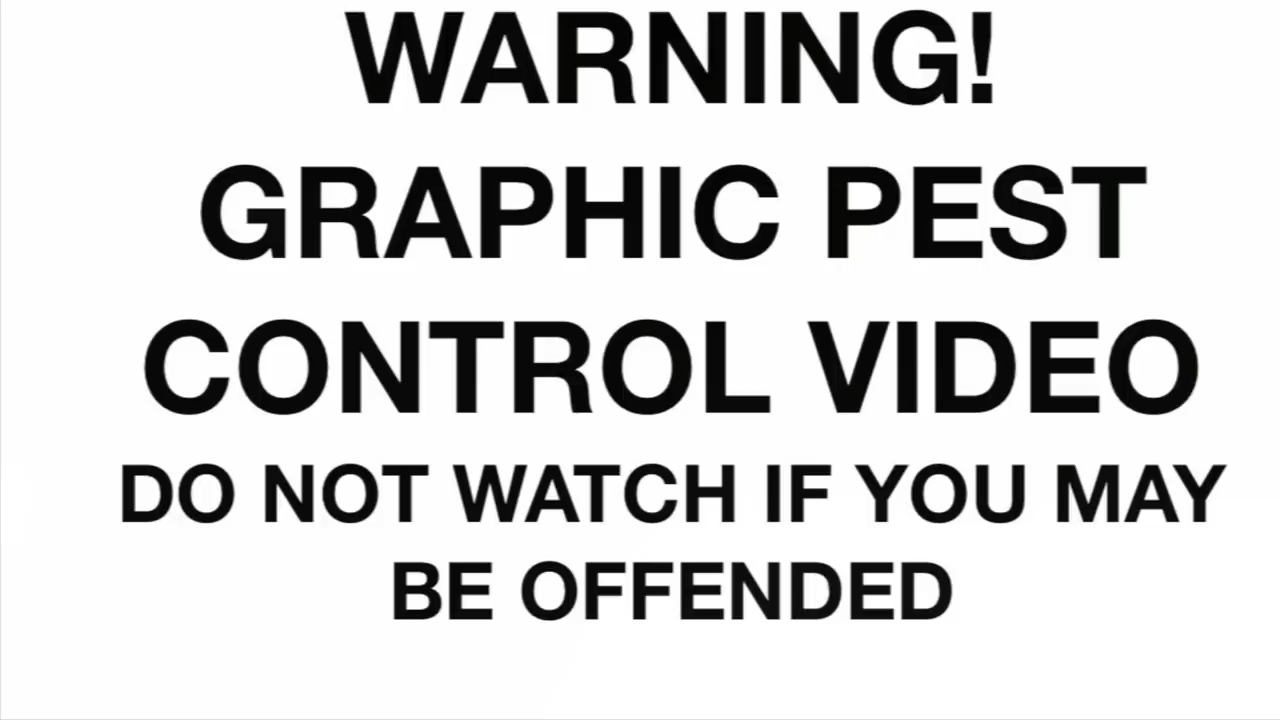 WARNING!
GRAPHIC PEST
CONTROL VIDEO
DO NOT WATCH IF YOU MAY
BE OFFENDED